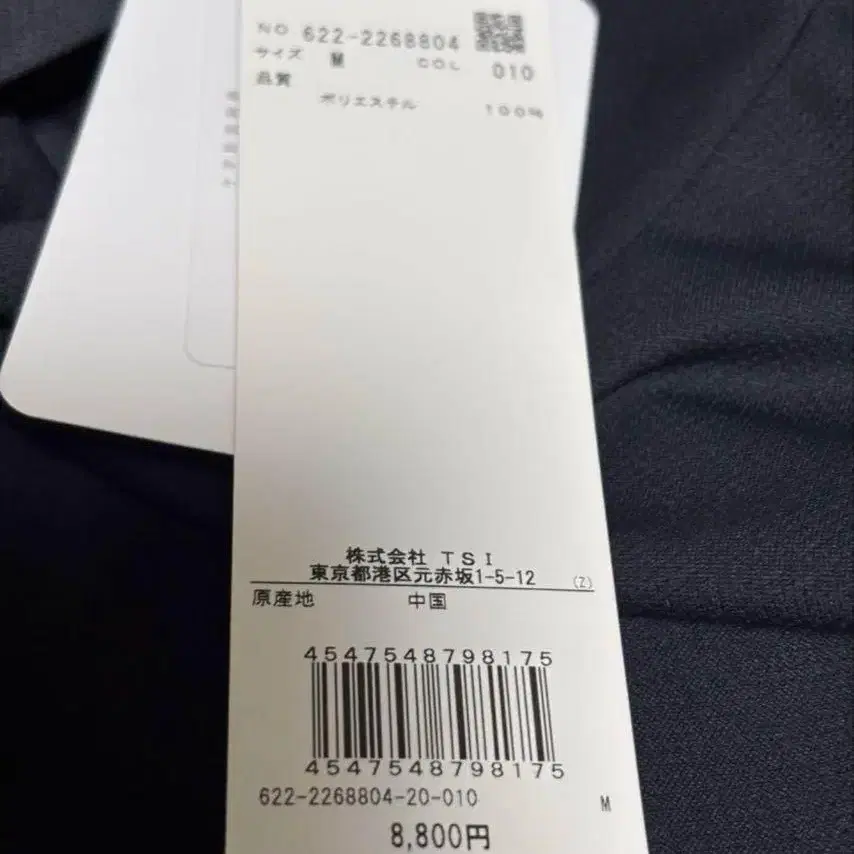 NO 622-2268804
サイズ M COL 010
品質
ポリエステル 100%
株式会社 TSI
東京都港区元赤坂1-5-12 (Z)
原産地 中国
4547548798175
4547548798175
622-2268804-20-010 M
8,800円